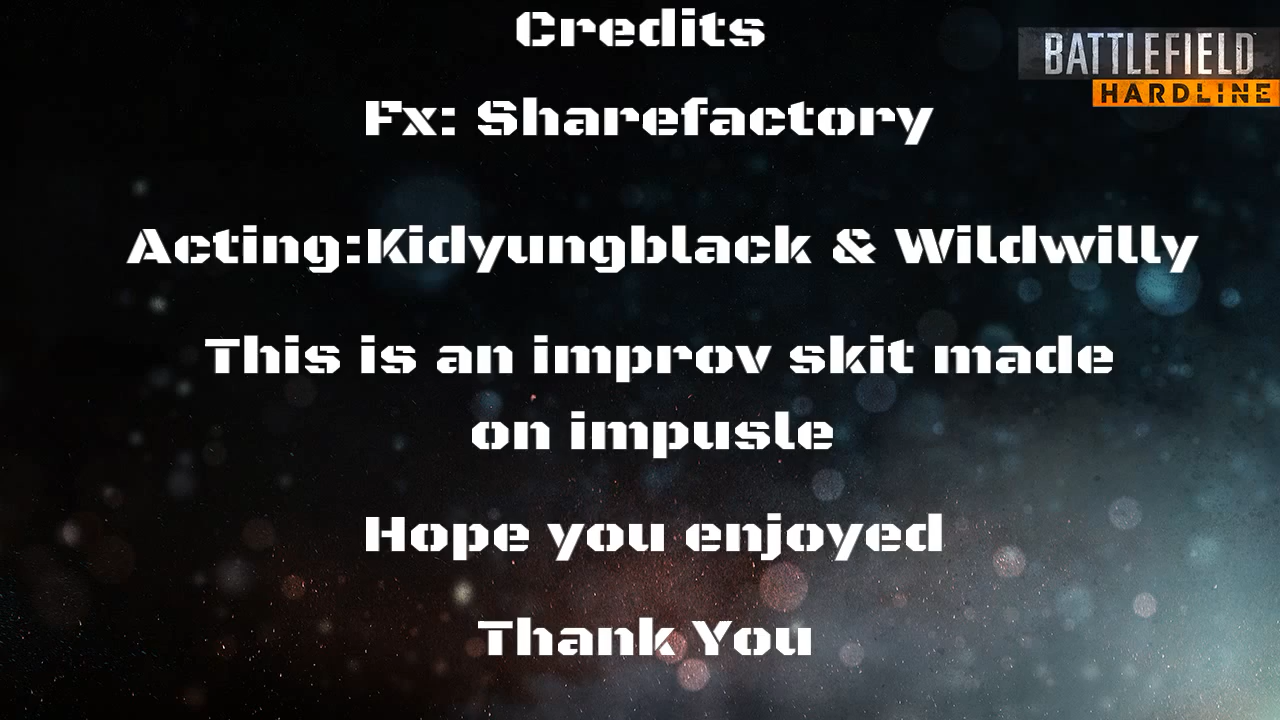 Credits
BATTLEFIELD
HARDLINE
Fx: Sharefactory
Acting:Kidyungblack & Wildwilly
This is an improv skit made
on impusle
Hope you enjoyed
Thank You